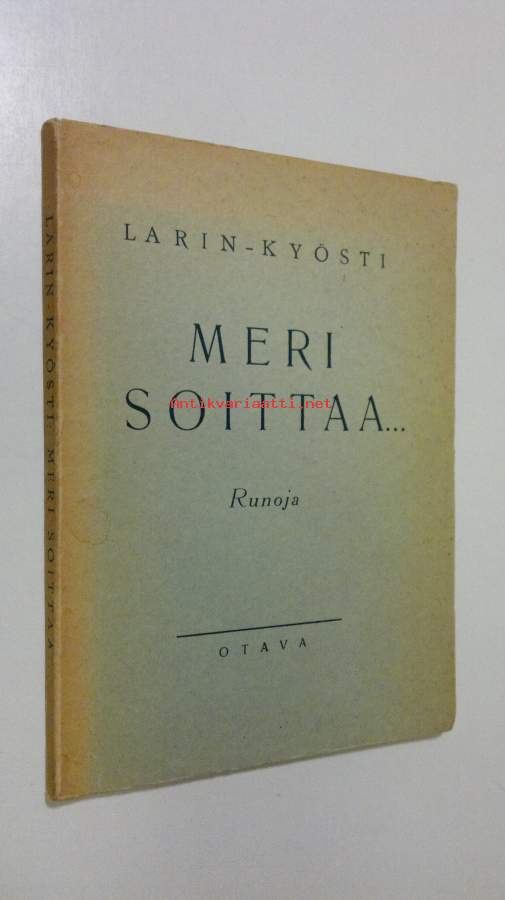 LARIN-KYÖSTI
MERI
SOITTAA...
Antikvariaatti.net
Runoja
OTAVA
LARIN-KYÖSTI: MERI SOITTAA